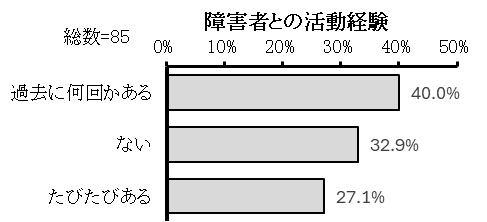 障害者との活動経験
総数=85
0% 10% 20% 30% 40% 50%
過去に何回かある 40.0%
ない 32.9%
たびたびある 27.1%